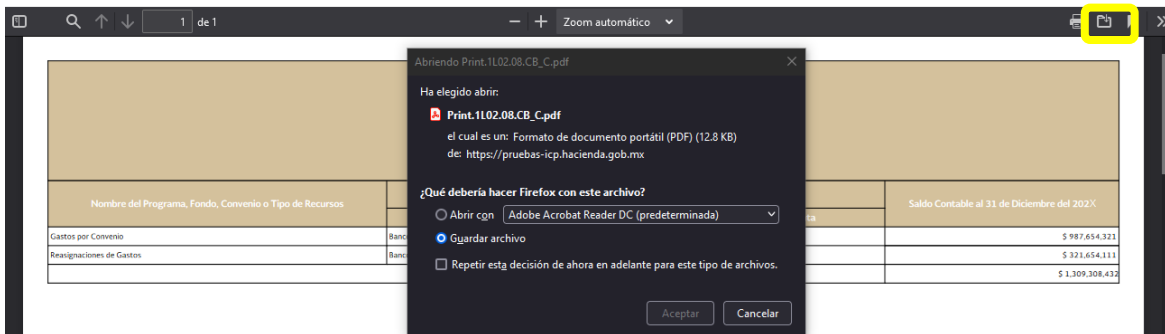 1 de 1
Zoom automático
Abriendo Print.1L02.08.CB_C.pdf
Ha elegido abrir:
Print.1L02.08.CB_C.pdf
el cual es un: Formato de documento portátil (PDF) (12.8 KB)
de: https://pruebas-icp.hacienda.gob.mx
¿Qué debería hacer Firefox con este archivo?
Abrir con Adobe Acrobat Reader DC (predeterminada)
Guardar archivo
Repetir esta decisión de ahora en adelante para este tipo de archivos.
Aceptar Cancelar
Nombre del Programa, Fondo, Convenio o Tipo de Recursos
Saldo Contable al 31 de Diciembre del 202X
Gastos por Convenio
$ 987,654,321
Reasignaciones de Gastos
$ 321,654,111
$ 1,309,308,432